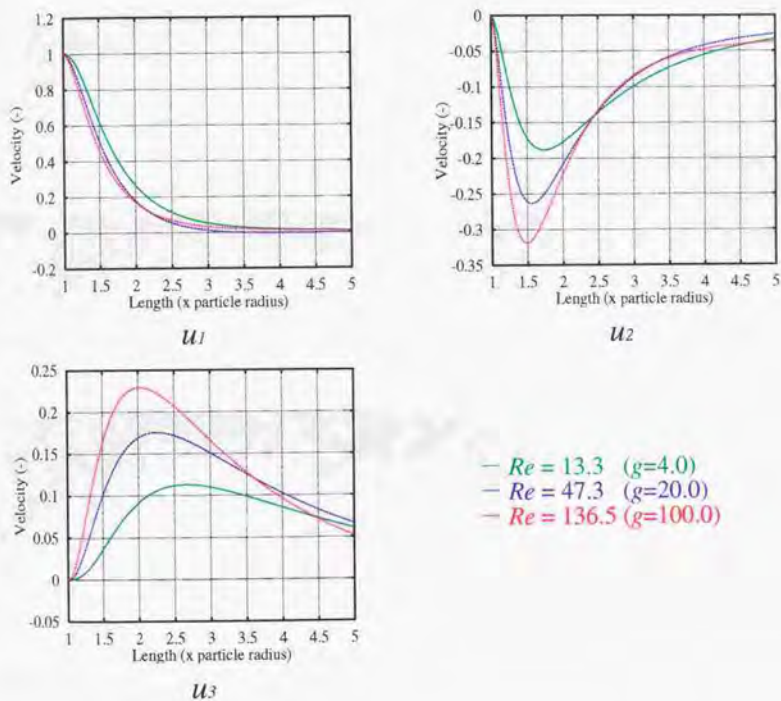 1.2
1
0.8
0.6
0.4
0.2
0
-0.2
Velocity (-)
1 1.5 2 2.5 3 3.5 4 4.5 5
Length (x particle radius)
u1
0
-0.05
-0.1
-0.15
-0.2
-0.25
-0.3
-0.35
Velocity (-)
1 1.5 2 2.5 3 3.5 4 4.5 5
Length (x particle radius)
u2
0.25
0.2
0.15
0.1
0.05
0
-0.05
Velocity (-)
1 1.5 2 2.5 3 3.5 4 4.5 5
Length (x particle radius)
u3
Re = 13.3 (g=4.0)
Re = 47.3 (g=20.0)
Re = 136.5 (g=100.0)